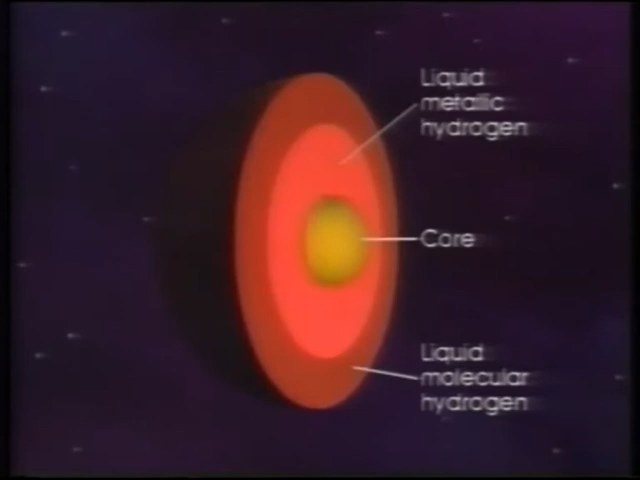 Liquid
metallic
hydrogen
Core
Liquid
molecular
hydrogen